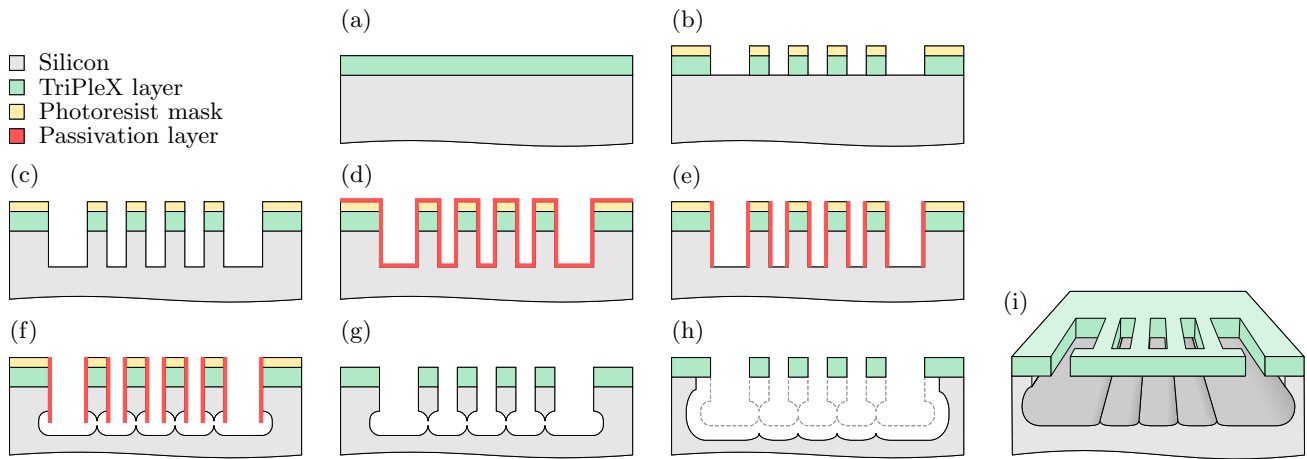 (a)
(b)
Silicon
TriPleX layer
Photoresist mask
Passivation layer
(c)
(d)
(e)
(f)
(g)
(h)
(i)